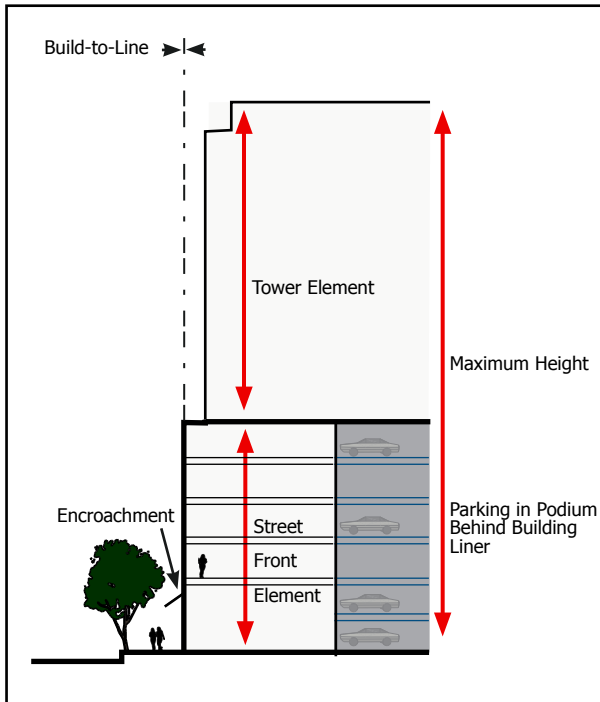 Build-to-Line
Tower Element
Maximum Height
Encroachment
Street
Front
Element
Parking in Podium
Behind Building
Liner